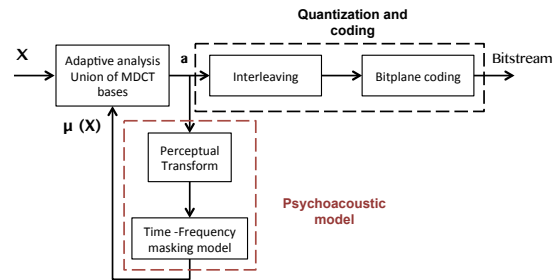 Quantization and
coding
X
Adaptive analysis
Union of MDCT
bases
a
Interleaving
Bitplane coding
Bitstream
μ (X)
Perceptual
Transform
Psychoacoustic
model
Time -Frequency
masking model